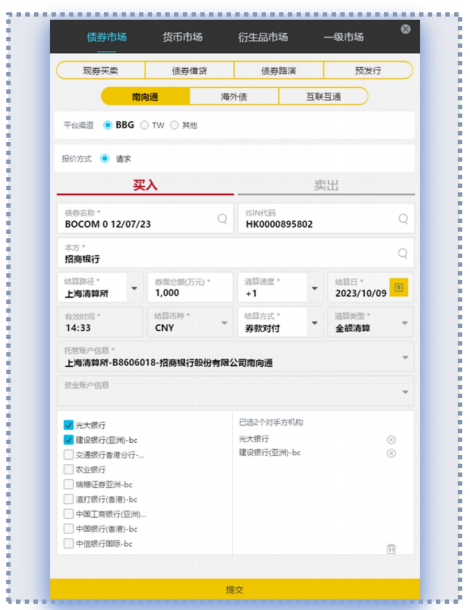 债券市场 货币市场 衍生品市场 一级市场
现券买卖 债券借贷 债券路演 预发行
南向通 海外债 互联互通
平台渠道 BBG TW 其他
报价方式 请求
买入 卖出
债券名称 * ISIN代码
BOCOM 0 12/07/23 HK0000895802
本方 *
招商银行
结算路径 * 券面总额(万元) * 清算速度 * 结算日 *
上海清算所 1,000 +1 2023/10/09
有效时间 * 结算币种 * 结算方式 * 清算类型 *
14:33 CNY 券款对付 全额清算
托管账户信息 *
上海清算所-B8606018-招商银行股份有限公司南向通
资金账户信息
已选2个对手方机构
光大银行 光大银行
建设银行(亚洲)-bc 建设银行(亚洲)-bc
交通银行香港分行-...
农业银行
瑞穗证券亚洲-bc
渣打银行(香港)-bc
中国工商银行(亚洲)...
中国银行(香港)-bc
中信银行国际-bc
提交